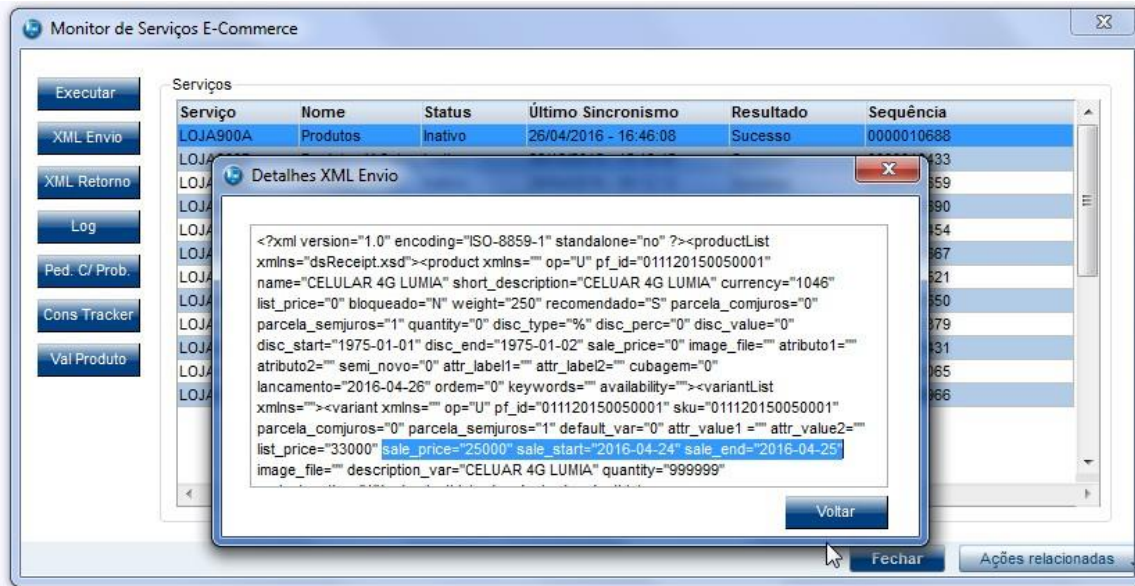 Monitor de Serviços E-Commerce
Executar
XML Envio
XML Retorno
Log
Ped. C/ Prob.
Cons Tracker
Val Produto
Serviços
Serviço Nome Status Último Sincronismo Resultado Sequência
LOJA900A Produtos Inativo 26/04/2016 - 16:46:08 Sucesso 0000010688
Detalhes XML Envio
<?xml version="1.0" encoding="ISO-8859-1" standalone="no" ?><productList
xmlns="dsReceipt.xsd"><product xmlns="" op="U" pf_id="011120150050001"
name="CELULAR 4G LUMIA" short_description="CELUAR 4G LUMIA" currency="1046"
list_price="0" bloqueado="N" weight="250" recomendado="S" parcela_comjuros="0"
parcela_semjuros="1" quantity="0" disc_type="%" disc_perc="0" disc_value="0"
disc_start="1975-01-01" disc_end="1975-01-02" sale_price="0" image_file="" atributo1=""
atributo2="" semi_novo="0" attr_label1="" attr_label2="" cubagem="0"
lancamento="2016-04-26" ordem="0" keywords="" availability=""><variantList
xmlns=""><variant xmlns="" op="U" pf_id="011120150050001" sku="011120150050001"
parcela_comjuros="0" parcela_semjuros="1" default_var="0" attr_value1 ="" attr_value2=""
list_price="33000" sale_price="25000" sale_start="2016-04-24" sale_end="2016-04-25"
image_file="" description_var="CELUAR 4G LUMIA" quantity="999999"
Voltar
Fechar
Ações relacionadas